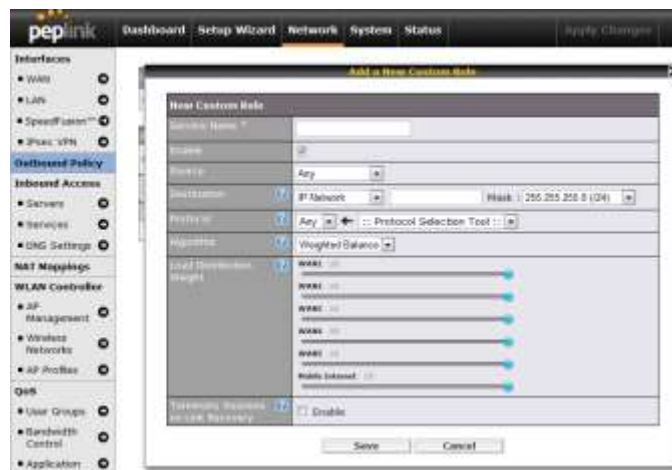 peplink
Dashboard Setup Wizard Network System Status Apply Changes
Interfaces
WAN
LAN
SpeedFusion™
IPsec VPN
Outbound Policy
Inbound Access
Servers
Services
DNS Settings
NAT Mappings
WLAN Controller
AP Management
Wireless Networks
AP Profiles
QoS
User Groups
Bandwidth Control
Application
Add a New Custom Rule
New Custom Rule
Service Name *
Enable
Source Any
Destination IP Network Mask : 255.255.255.0 (/24)
Protocol Any :: Protocol Selection Tool ::
Algorithm Weighted Balance
Load Distribution Weight
WAN1 10
Mobile Internet 10
Terminate Sessions on Link Recovery Enable
Save Cancel